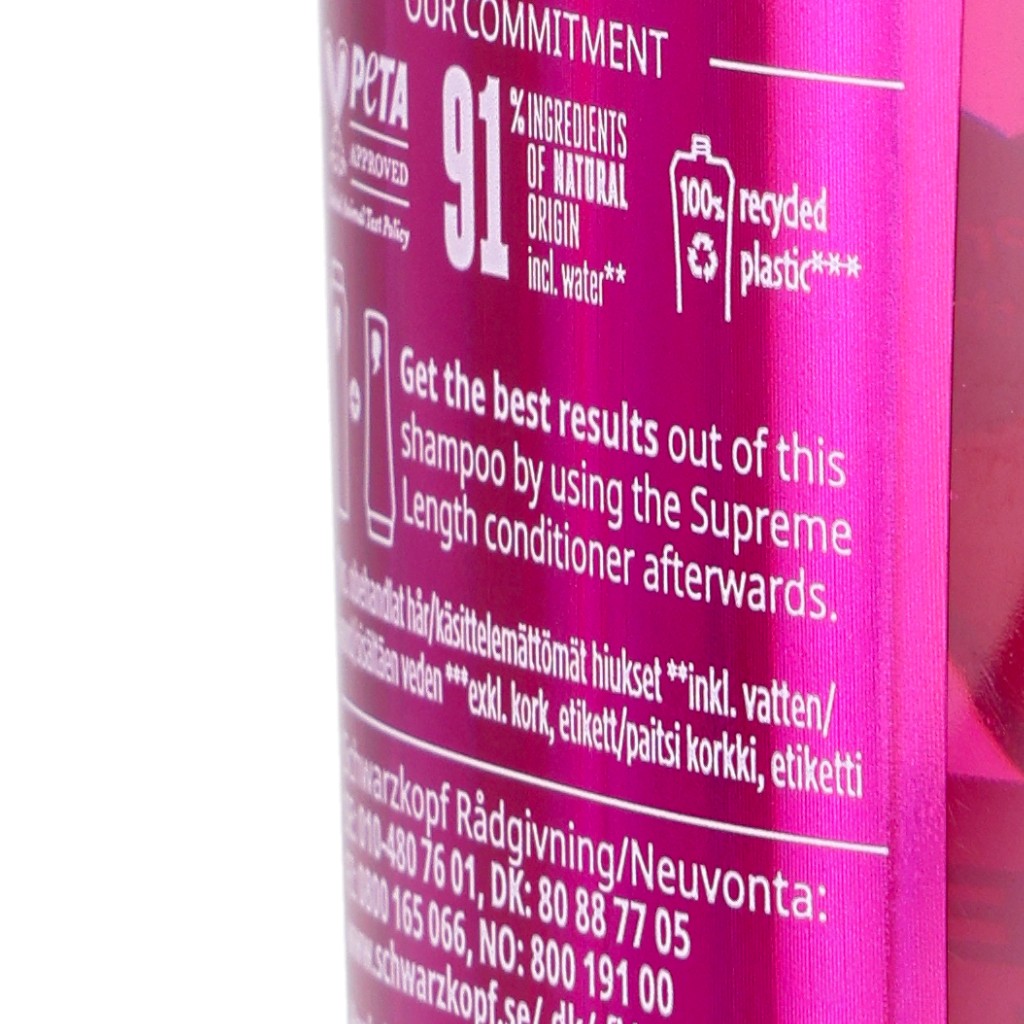 OUR COMMITMENT
PETA
APPROVED
Animal Test Policy
91% INGREDIENTS
OF NATURAL
ORIGIN
incl. water**
100% recycled
plastic***
Get the best results out of this
shampoo by using the Supreme
Length conditioner afterwards.
obehandlat hår/käsittelemättömät hiukset **inkl. vatten/
veden ***exkl. kork, etikett/paitsi korkki, etiketti
Schwarzkopf Rådgivning/Neuvonta:
010-480 76 01, DK: 80 88 77 05
0800 165 066, NO: 800 191 00
www.schwarzkopf.se/